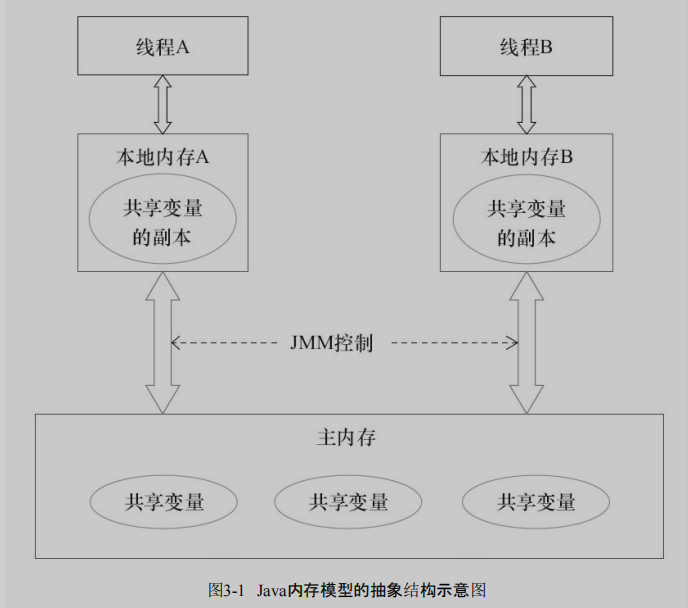 线程A
线程B
本地内存A
本地内存B
共享变量
的副本
共享变量
的副本
JMM控制
主内存
共享变量
共享变量
共享变量
图3-1 Java内存模型的抽象结构示意图